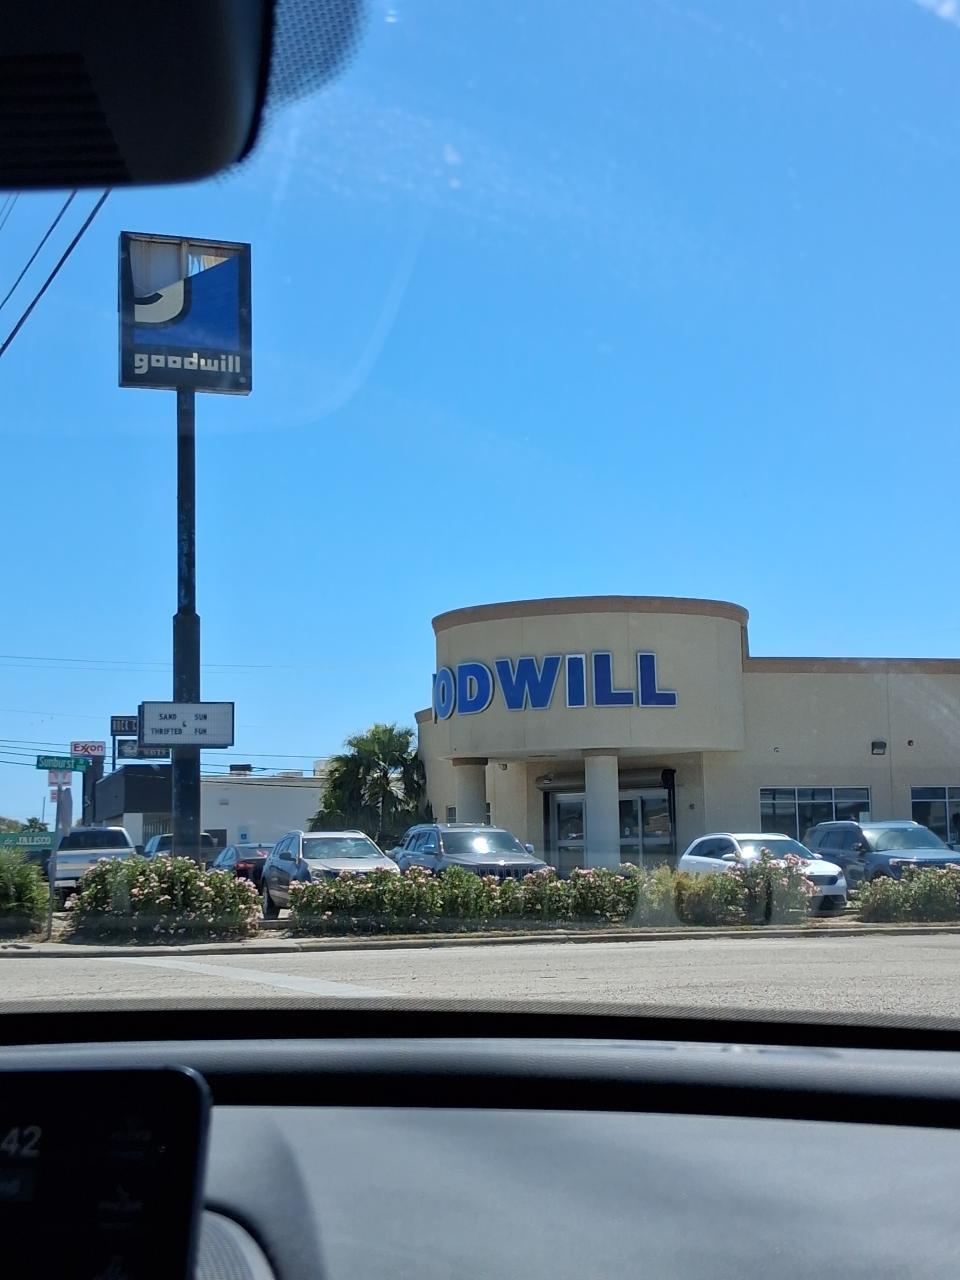 goodwill
ODWILL
SAND SUN
&
THRIFTED FUN
Exxon
Sunburst
JALISCO
42